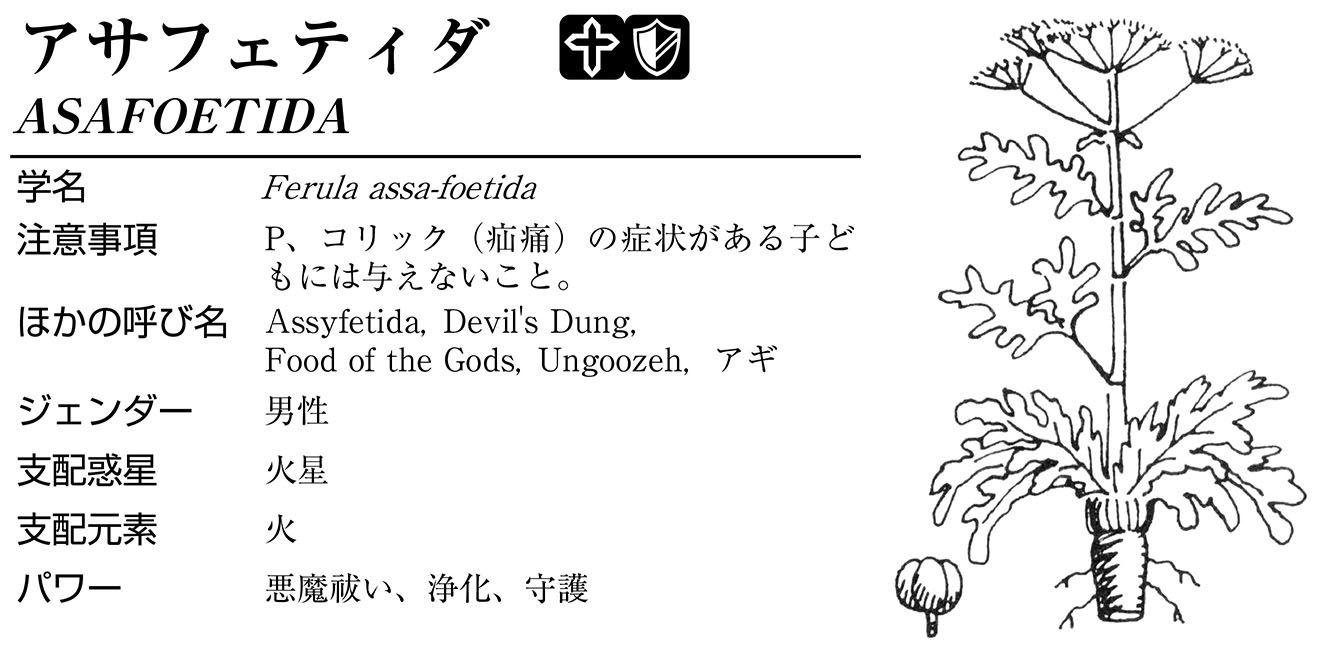 アサフェティダ
ASAFOETIDA
学名 Ferula assa-foetida
注意事項 P、コリック（疝痛）の症状がある子ど
もには与えないこと。
ほかの呼び名 Assyfetida, Devil's Dung,
Food of the Gods, Ungoozeh, アギ
ジェンダー 男性
支配惑星 火星
支配元素 火
パワー 悪魔祓い、浄化、守護